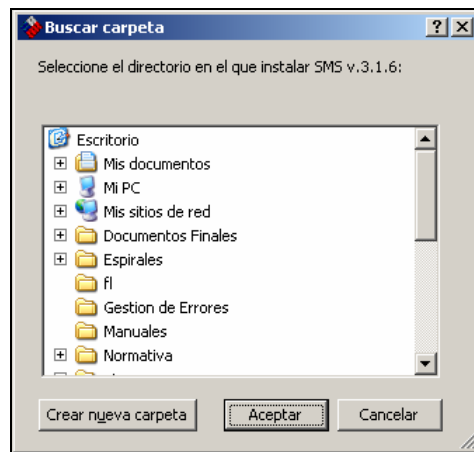 Buscar carpeta
Seleccione el directorio en el que instalar SMS v.3.1.6:
Escritorio
Mis documentos
Mi PC
Mis sitios de red
Documentos Finales
Espirales
fl
Gestion de Errores
Manuales
Normativa
Crear nueva carpeta Aceptar Cancelar